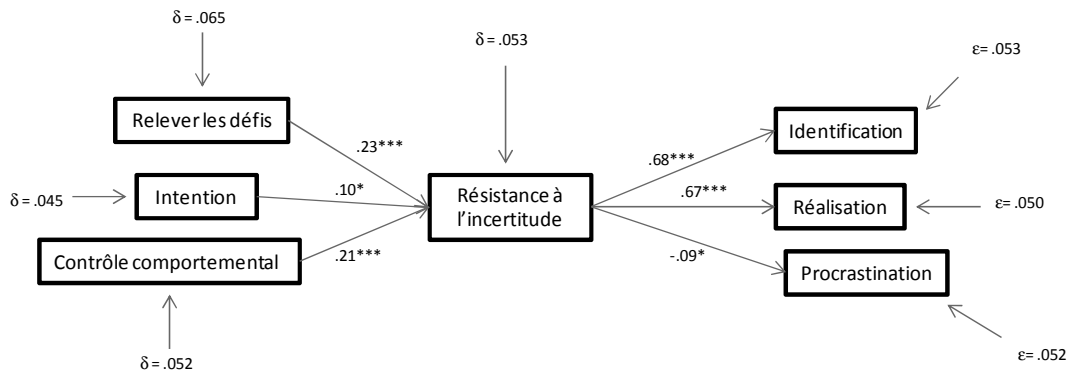 δ = .065
δ = .053
ε= .053
Relever les défis
Identification
.23***
.68***
δ = .045
Intention
.10*
Résistance à
l'incertitude
.67***
Réalisation
ε= .050
Contrôle comportemental
.21***
-.09*
Procrastination
δ = .052
ε= .052